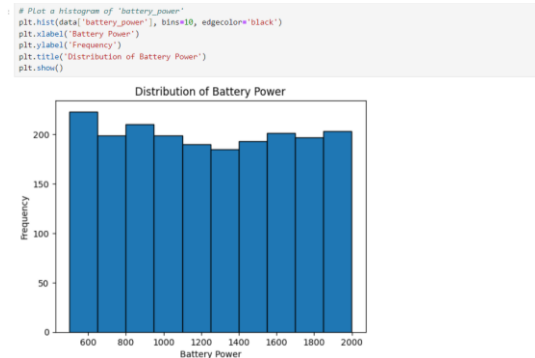 # Plot a histogram of 'battery_power'
plt.hist(data['battery_power'], bins=10, edgecolor='black')
plt.xlabel('Battery Power')
plt.ylabel('Frequency')
plt.title('Distribution of Battery Power')
plt.show()
Distribution of Battery Power
200
150
100
50
0
Frequency
600 800 1000 1200 1400 1600 1800 2000
Battery Power